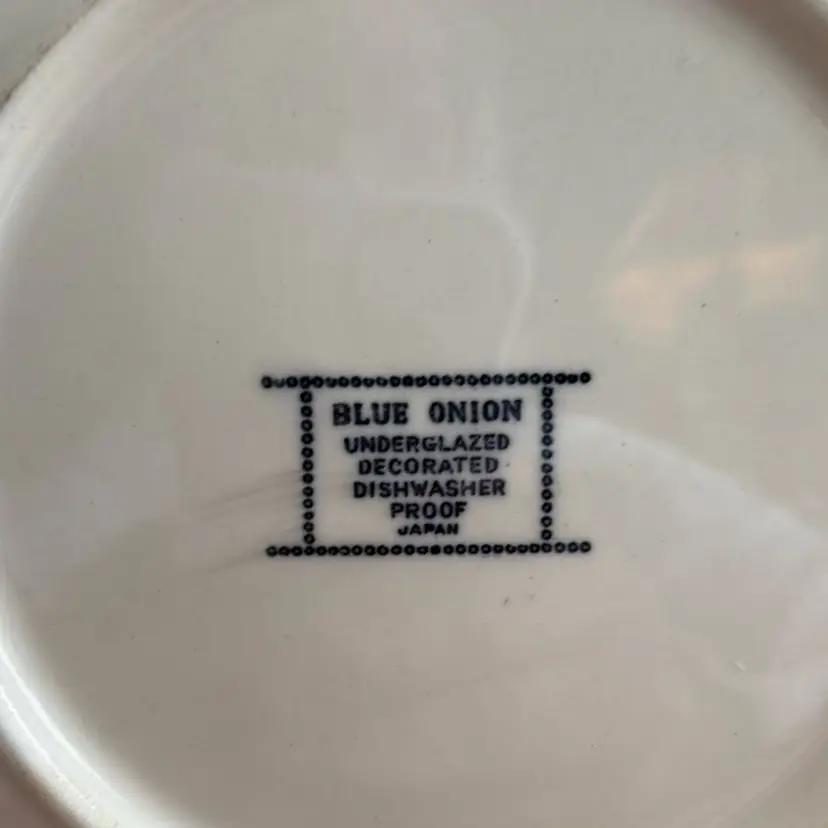 BLUE ONION
UNDERGLAZED
DECORATED
DISHWASHER
PROOF
JAPAN